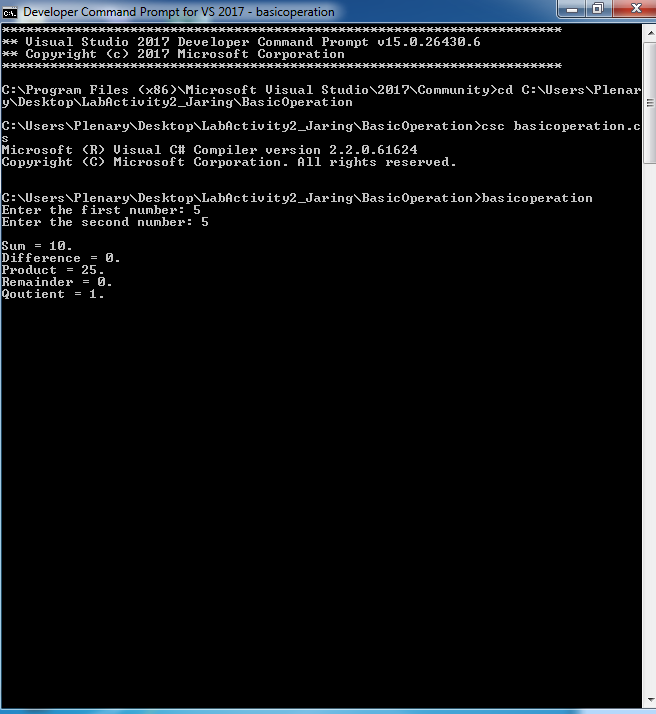 Developer Command Prompt for VS 2017 - basicoperation
**********************************************************************
** Visual Studio 2017 Developer Command Prompt v15.0.26430.6
** Copyright (c) 2017 Microsoft Corporation
**********************************************************************
C:\Program Files (x86)\Microsoft Visual Studio\2017\Community>cd C:\Users\Plenar
y\Desktop\LabActivity2_Jaring\BasicOperation
C:\Users\Plenary\Desktop\LabActivity2_Jaring\BasicOperation>csc basicoperation.c
s
Microsoft (R) Visual C# Compiler version 2.2.0.61624
Copyright (C) Microsoft Corporation. All rights reserved.
C:\Users\Plenary\Desktop\LabActivity2_Jaring\BasicOperation>basicoperation
Enter the first number: 5
Enter the second number: 5
Sum = 10.
Difference = 0.
Product = 25.
Remainder = 0.
Qoutient = 1.